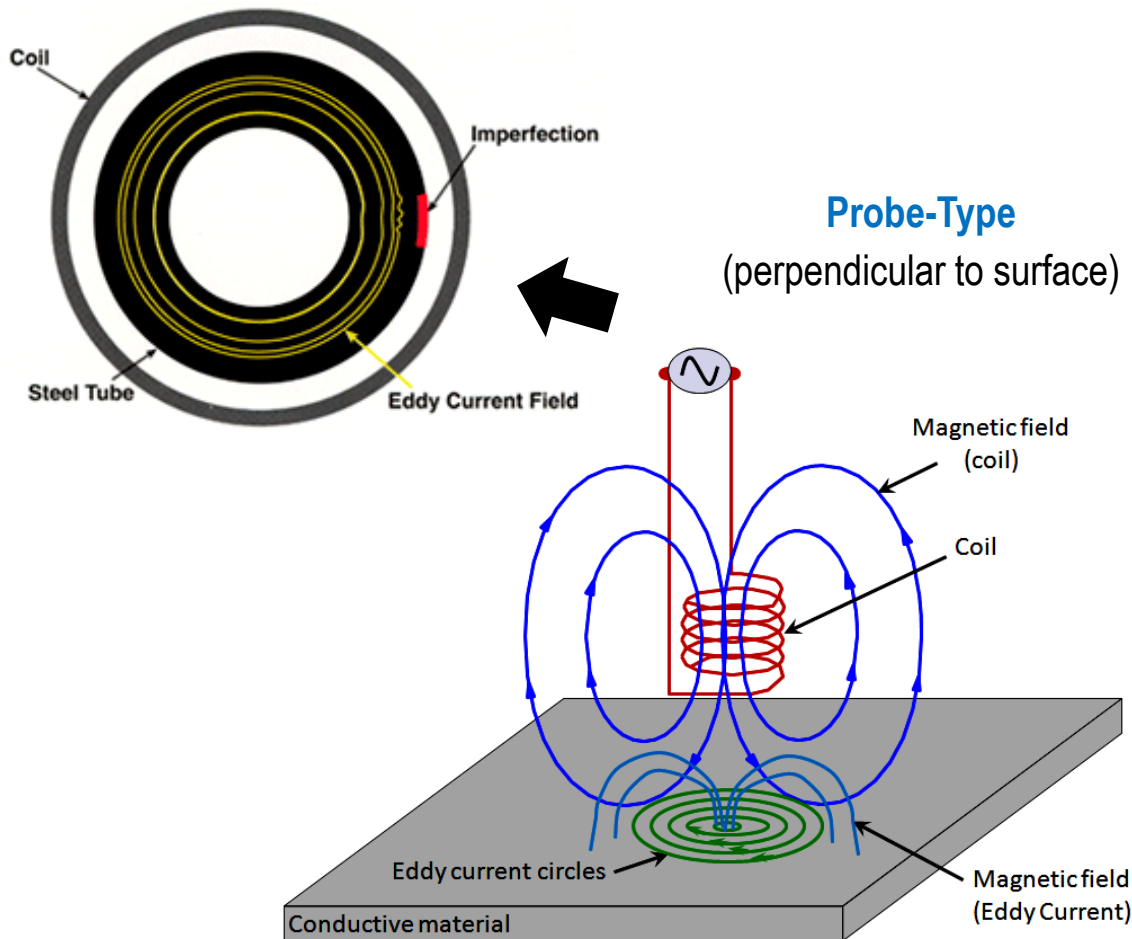 Coil
Imperfection
Steel Tube
Eddy Current Field
Probe-Type
(perpendicular to surface)
Magnetic field
(coil)
Coil
Eddy current circles
Magnetic field
(Eddy Current)
Conductive material